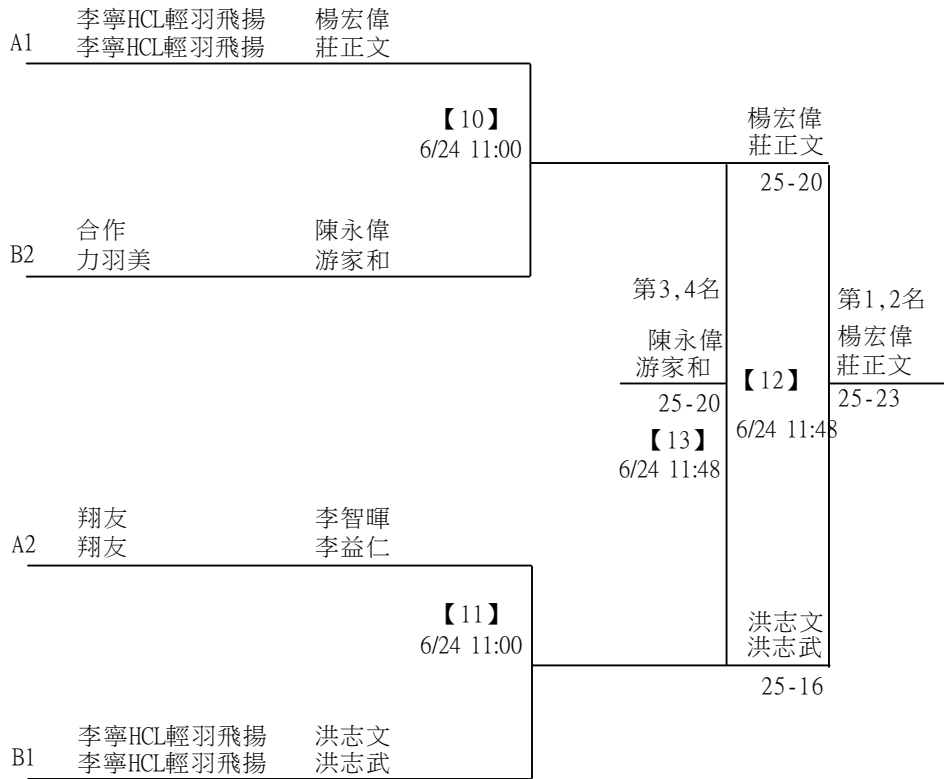 A1 李寧HCL輕羽飛揚 楊宏偉
李寧HCL輕羽飛揚 莊正文
【10】
6/24 11:00
楊宏偉
莊正文
25-20
B2 合作 陳永偉
力羽美 游家和
第3,4名
第1,2名
陳永偉
游家和
25-20
【13】
6/24 11:48
【12】
6/24 11:48
楊宏偉
莊正文
25-23
A2 翔友 李智暉
翔友 李益仁
【11】
6/24 11:00
洪志文
洪志武
25-16
B1 李寧HCL輕羽飛揚 洪志文
李寧HCL輕羽飛揚 洪志武